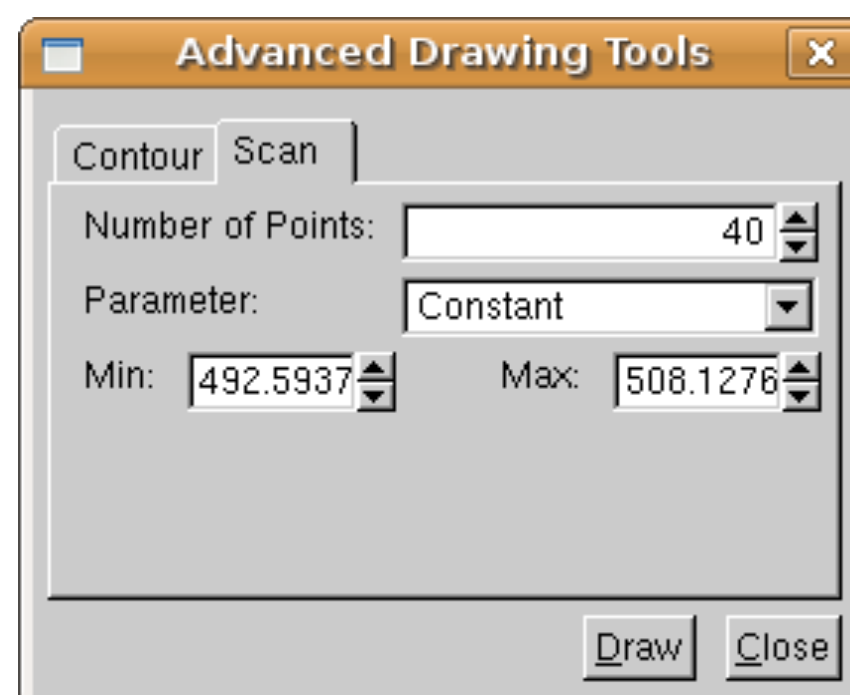 Advanced Drawing Tools
Contour Scan
Number of Points: 40
Parameter: Constant
Min: 492.5937 Max: 508.1276
Draw Close